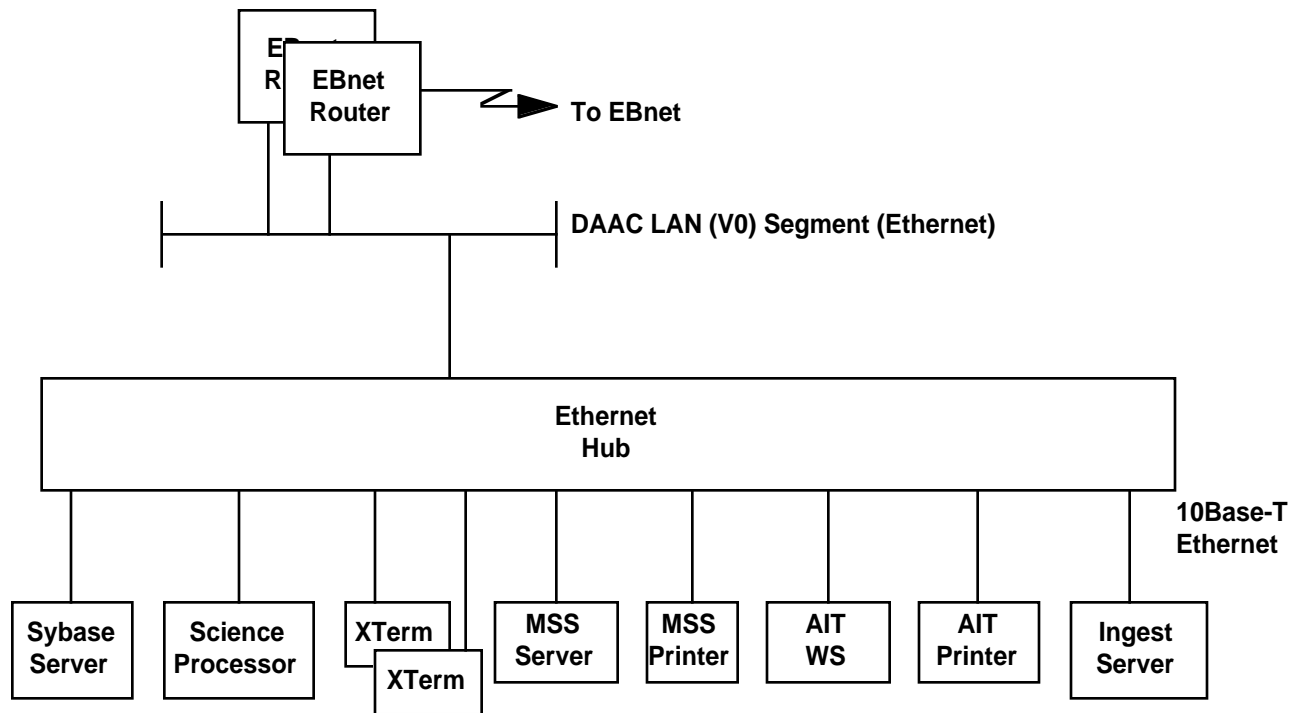 EBnet
Router
To EBnet
DAAC LAN (V0) Segment (Ethernet)
Ethernet
Hub
10Base-T
Ethernet
Sybase
Server
Science
Processor
XTerm
XTerm
MSS
Server
MSS
Printer
AIT
WS
AIT
Printer
Ingest
Server